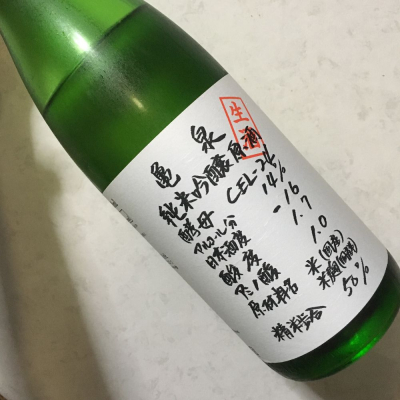 生酒
亀泉
純米吟醸原酒
酵母 CEL-24
アルコール分 14%
日本酒度 -16
酸度 1.7
アミノ酸 1.0
原材料名 米(国産)
米麹(国産米)
精米歩合 50%